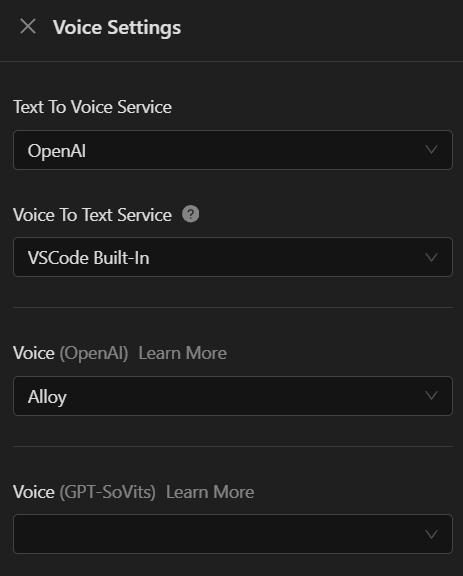 Voice Settings
Text To Voice Service
OpenAI
Voice To Text Service ?
VSCode Built-In
Voice (OpenAI) Learn More
Alloy
Voice (GPT-SoVits) Learn More